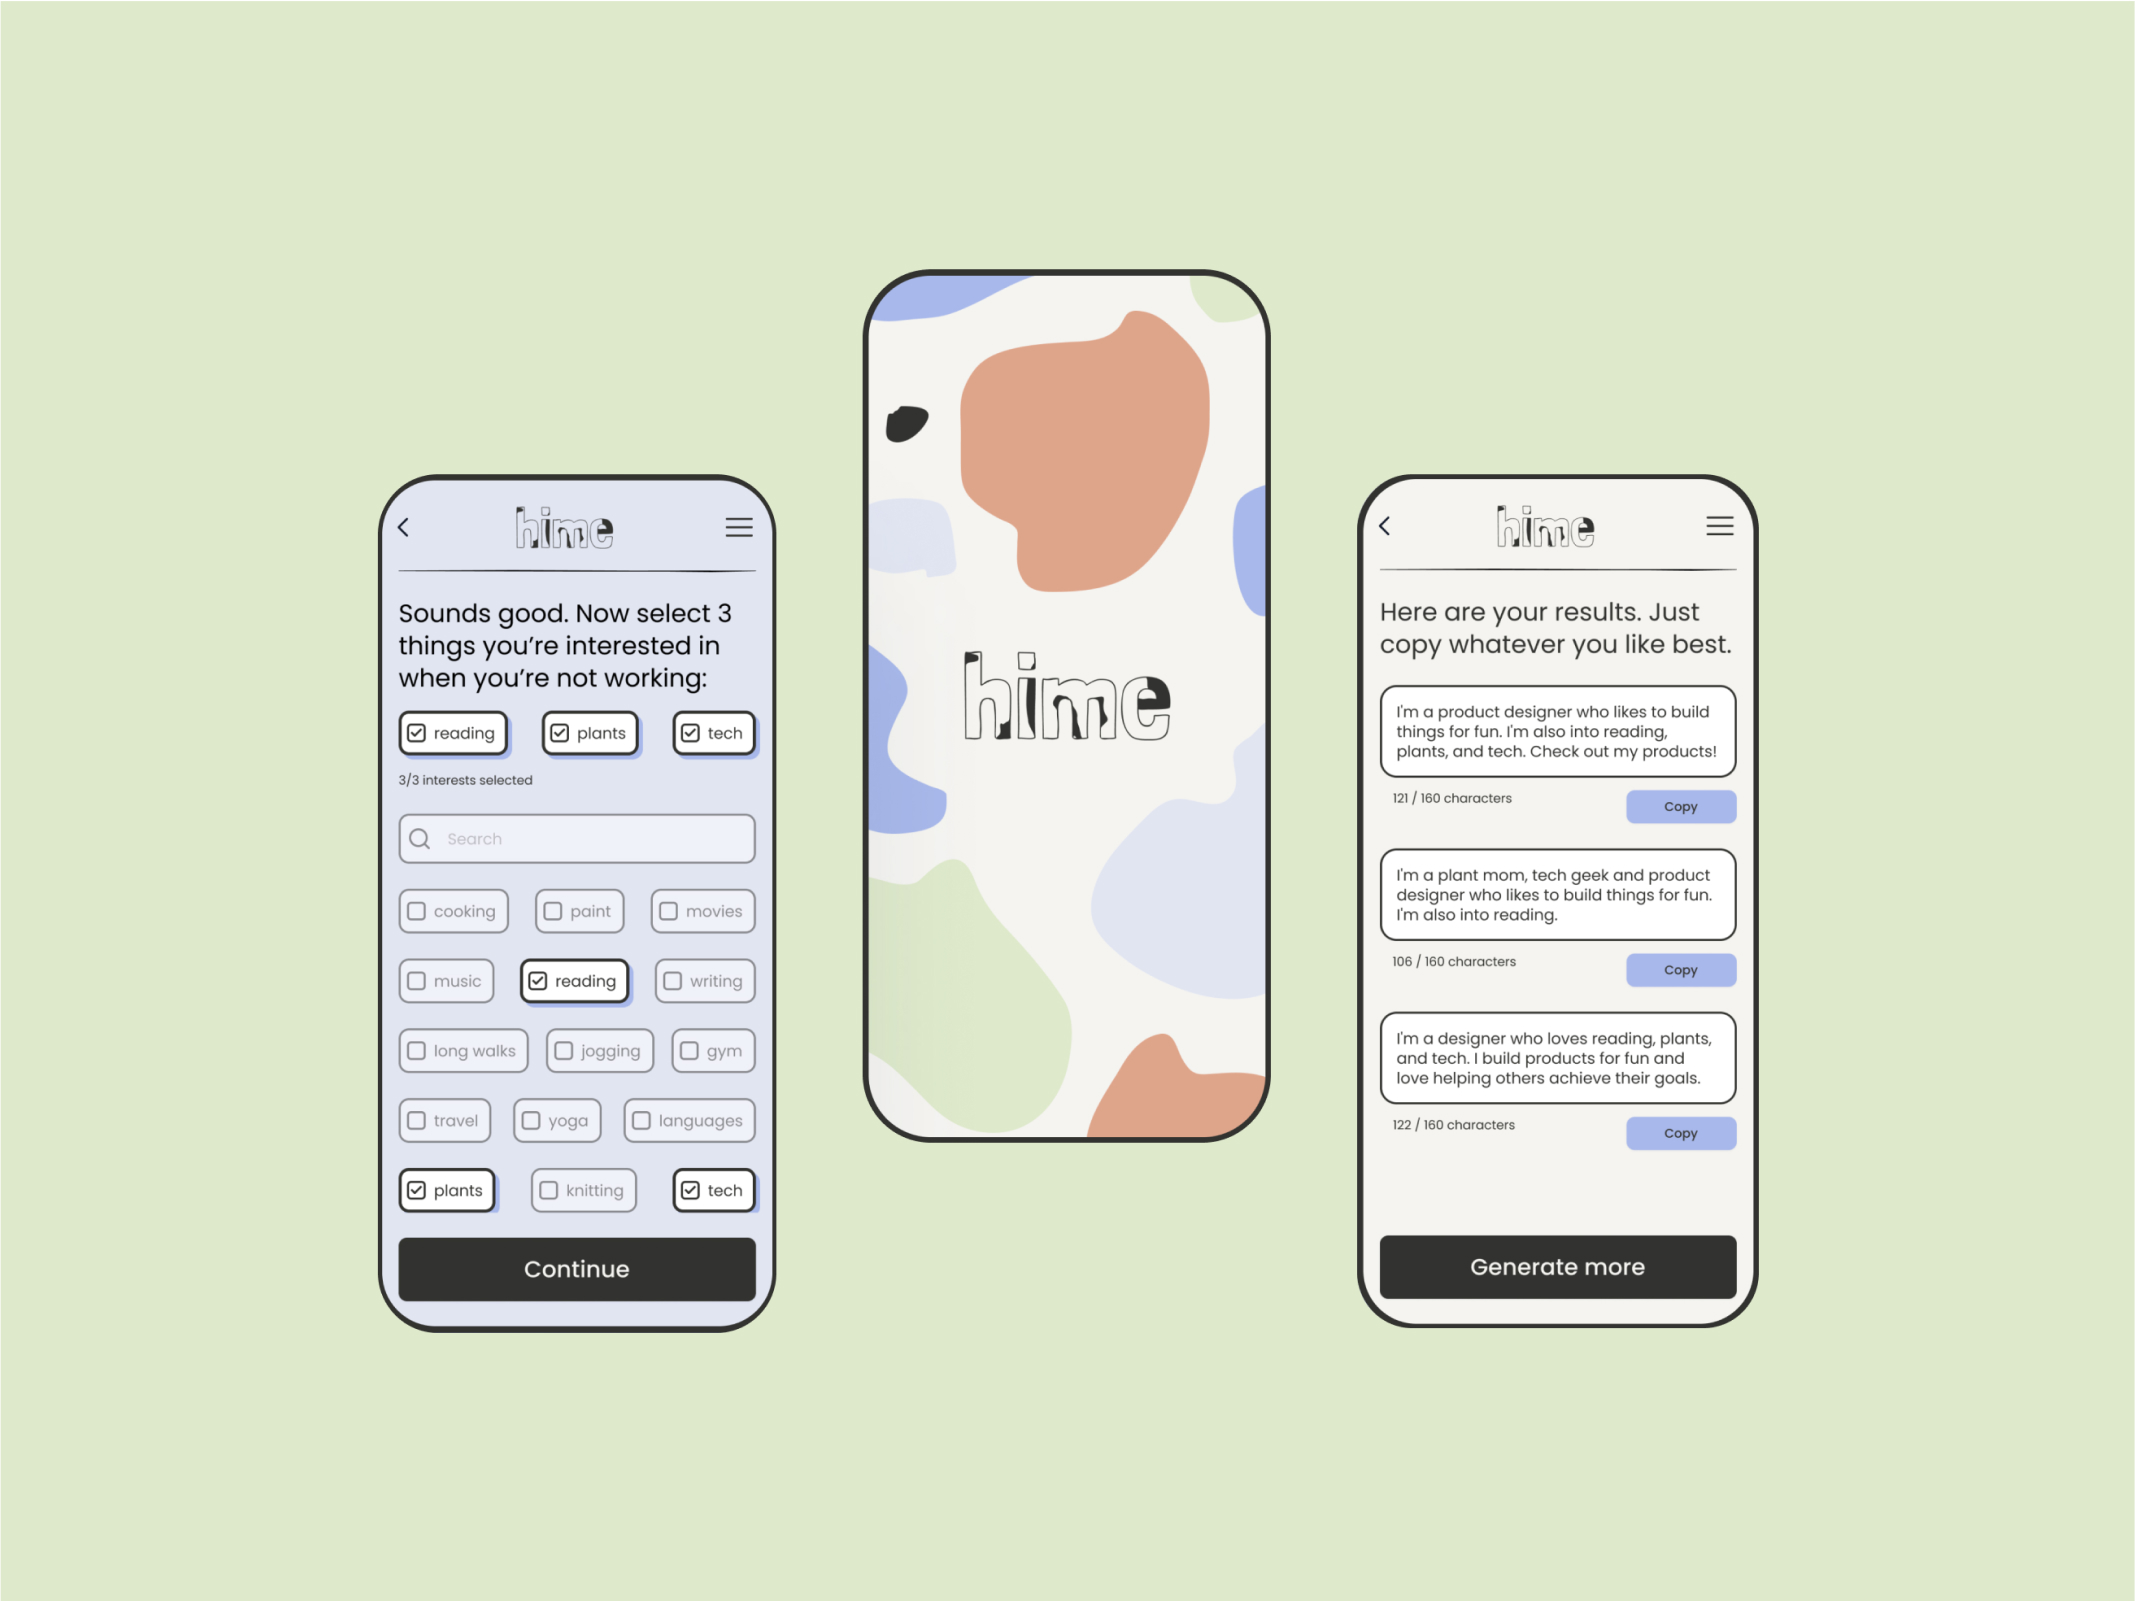 hime
Sounds good. Now select 3
things you’re interested in
when you’re not working:
reading plants tech
3/3 interests selected
Search
cooking paint movies
music reading writing
long walks jogging gym
travel yoga languages
plants knitting tech
Continue
hime
hime
Here are your results. Just
copy whatever you like best.
I'm a product designer who likes to build
things for fun. I'm also into reading,
plants, and tech. Check out my products!
121 / 160 characters
Copy
I'm a plant mom, tech geek and product
designer who likes to build things for fun.
I'm also into reading.
106 / 160 characters
Copy
I'm a designer who loves reading, plants,
and tech. I build products for fun and
love helping others achieve their goals.
122 / 160 characters
Copy
Generate more